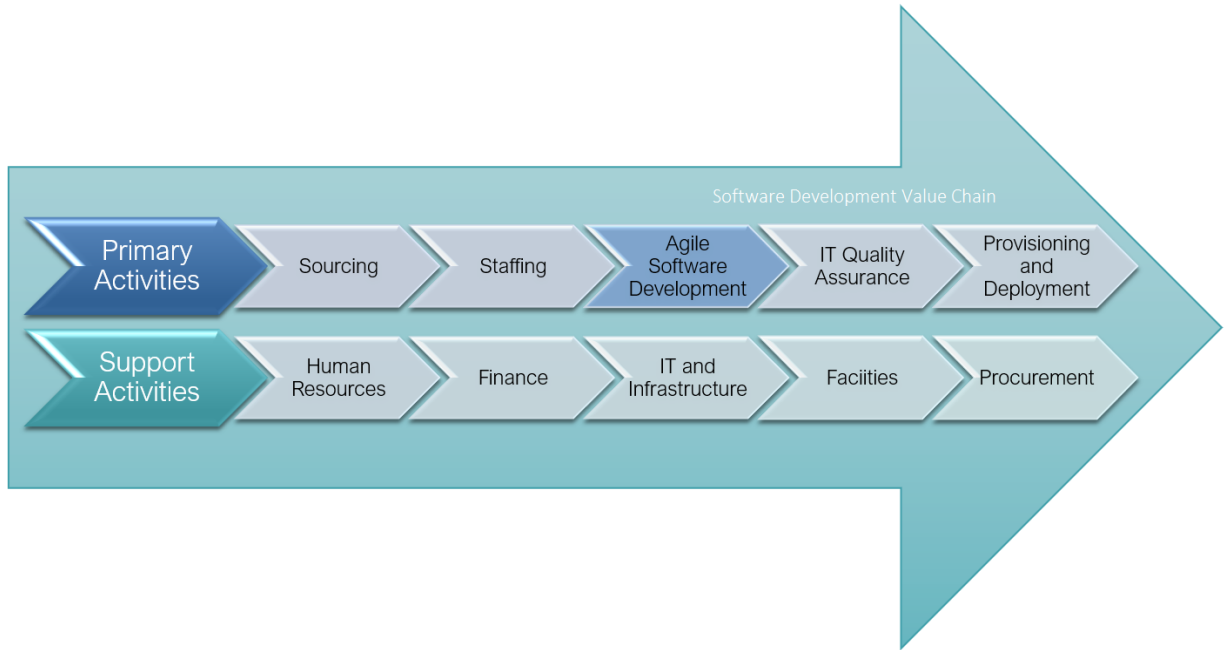 Software Development Value Chain
Primary
Activities
Sourcing
Staffing
Agile
Software
Development
IT Quality
Assurance
Provisioning
and
Deployment
Support
Activities
Human
Resources
Finance
IT and
Infrastructure
Faciities
Procurement